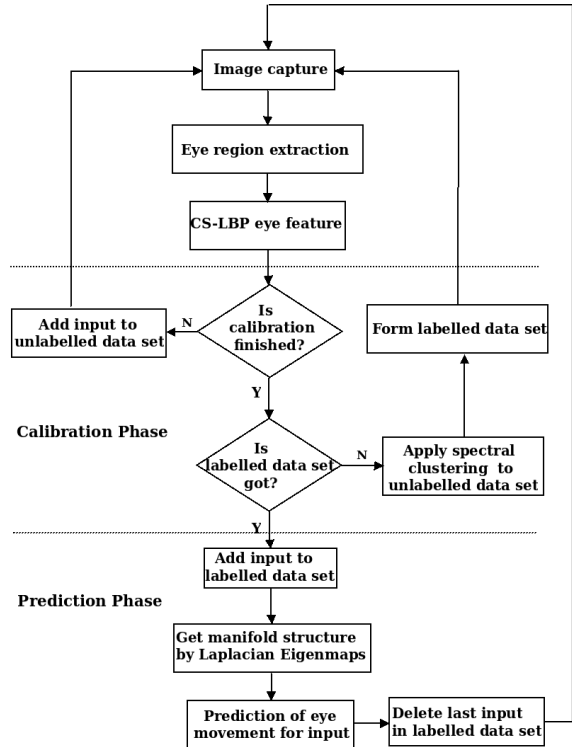 Image capture
Eye region extraction
CS-LBP eye feature
Is
calibration
finished?
N
Add input to
unlabelled data set
Form labelled data set
Y
Calibration Phase
Is
labelled data set
got?
N
Apply spectral
clustering to
unlabelled data set
Y
Add input to
labelled data set
Prediction Phase
Get manifold structure
by Laplacian Eigenmaps
Prediction of eye
movement for input
Delete last input
in labelled data set